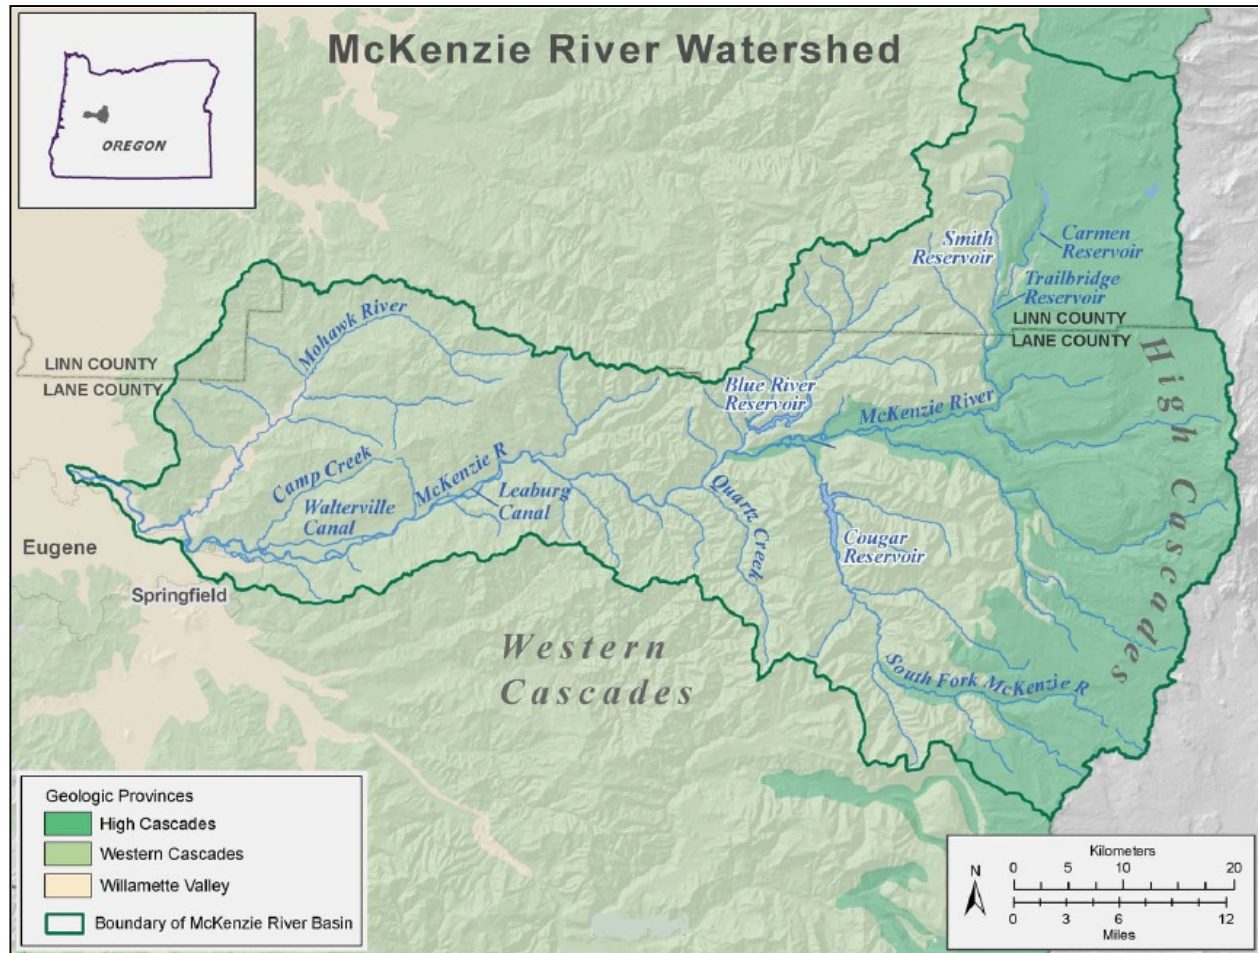 McKenzie River Watershed
OREGON
Smith
Reservoir
Carmen
Reservoir
Trailbridge
Reservoir
LINN COUNTY
LANE COUNTY
Mohawk River
LINN COUNTY
LANE COUNTY
Blue River
Reservoir
McKenzie River
High Cascades
Camp Creek
McKenzie R
Walterville
Canal
Leaburg
Canal
Quartz Creek
Cougar
Reservoir
Eugene
Springfield
Western
Cascades
South Fork McKenzie R
Geologic Provinces
High Cascades
Western Cascades
Willamette Valley
Boundary of McKenzie River Basin
N
Kilometers
0 5 10 20
0 3 6 12
Miles